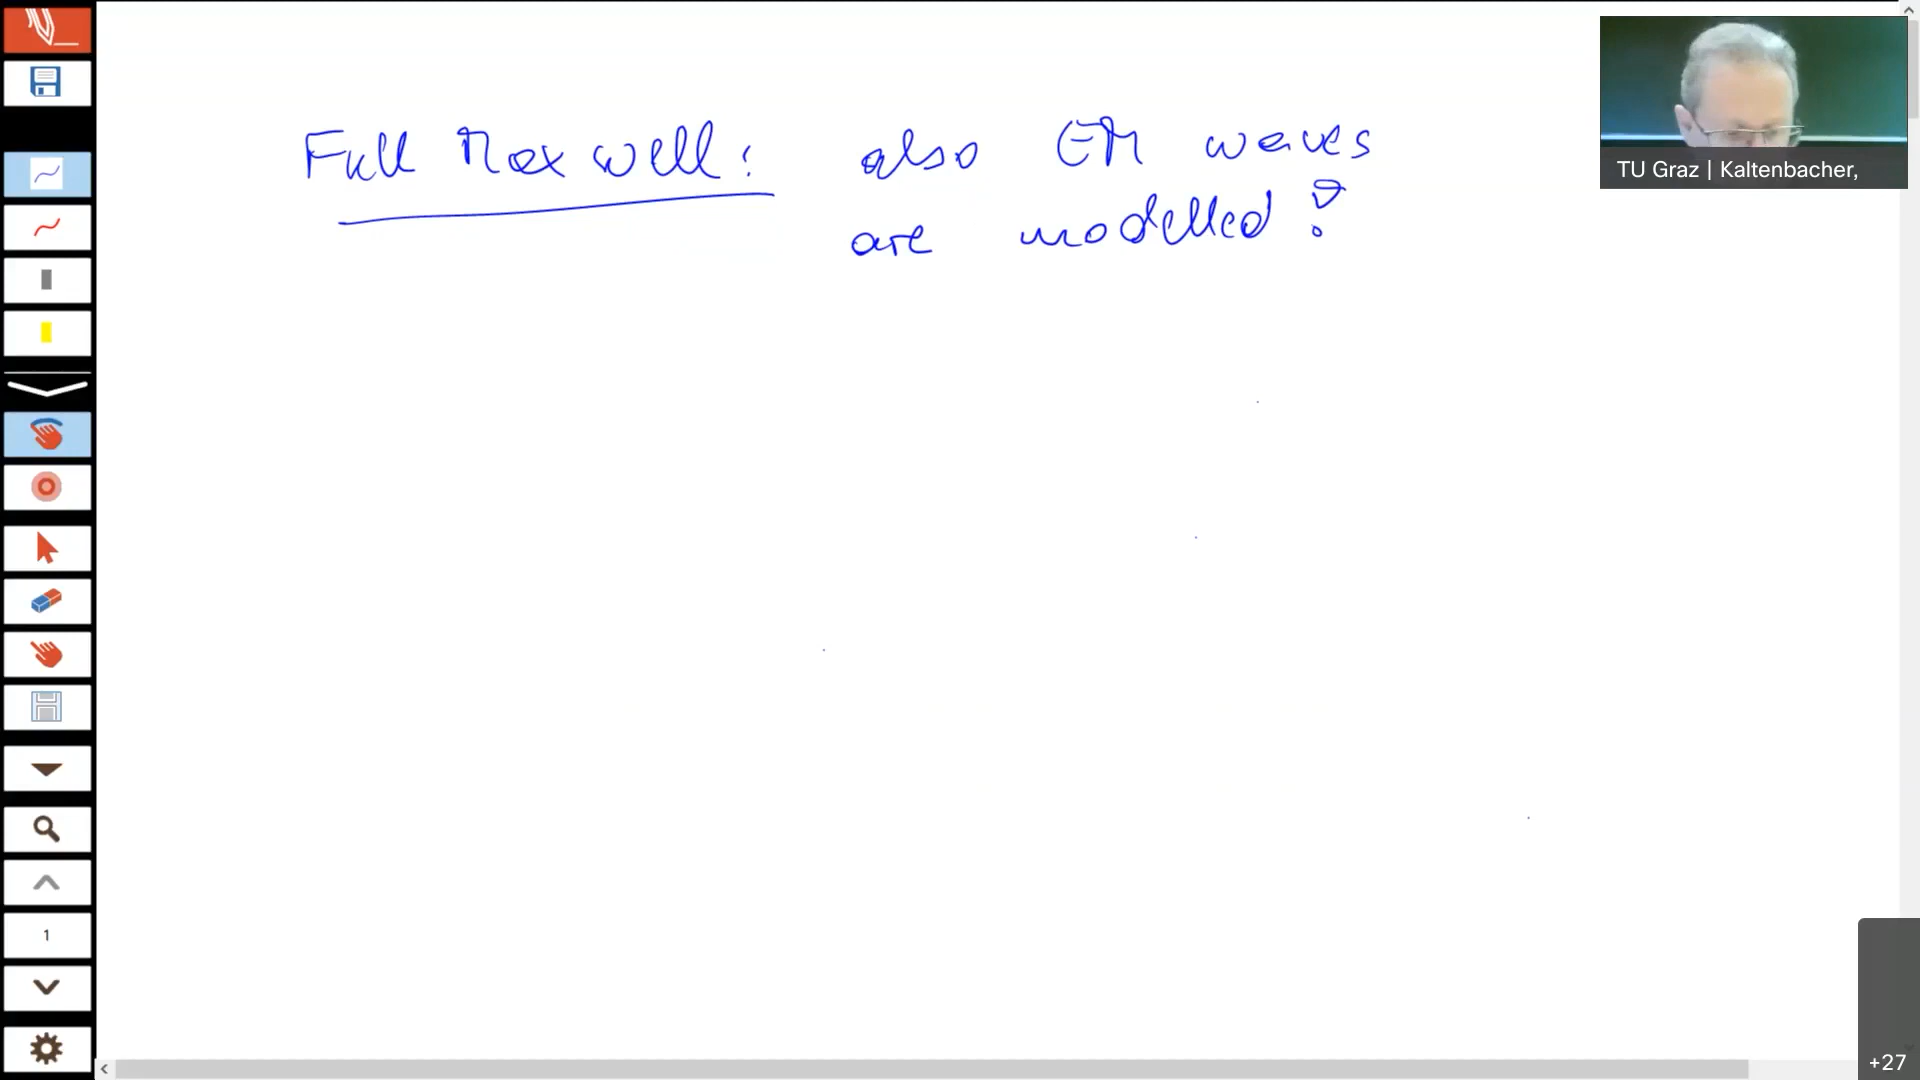 Full Maxwell: also EM waves
are modelled!
TU Graz | Kaltenbacher,
1
+27